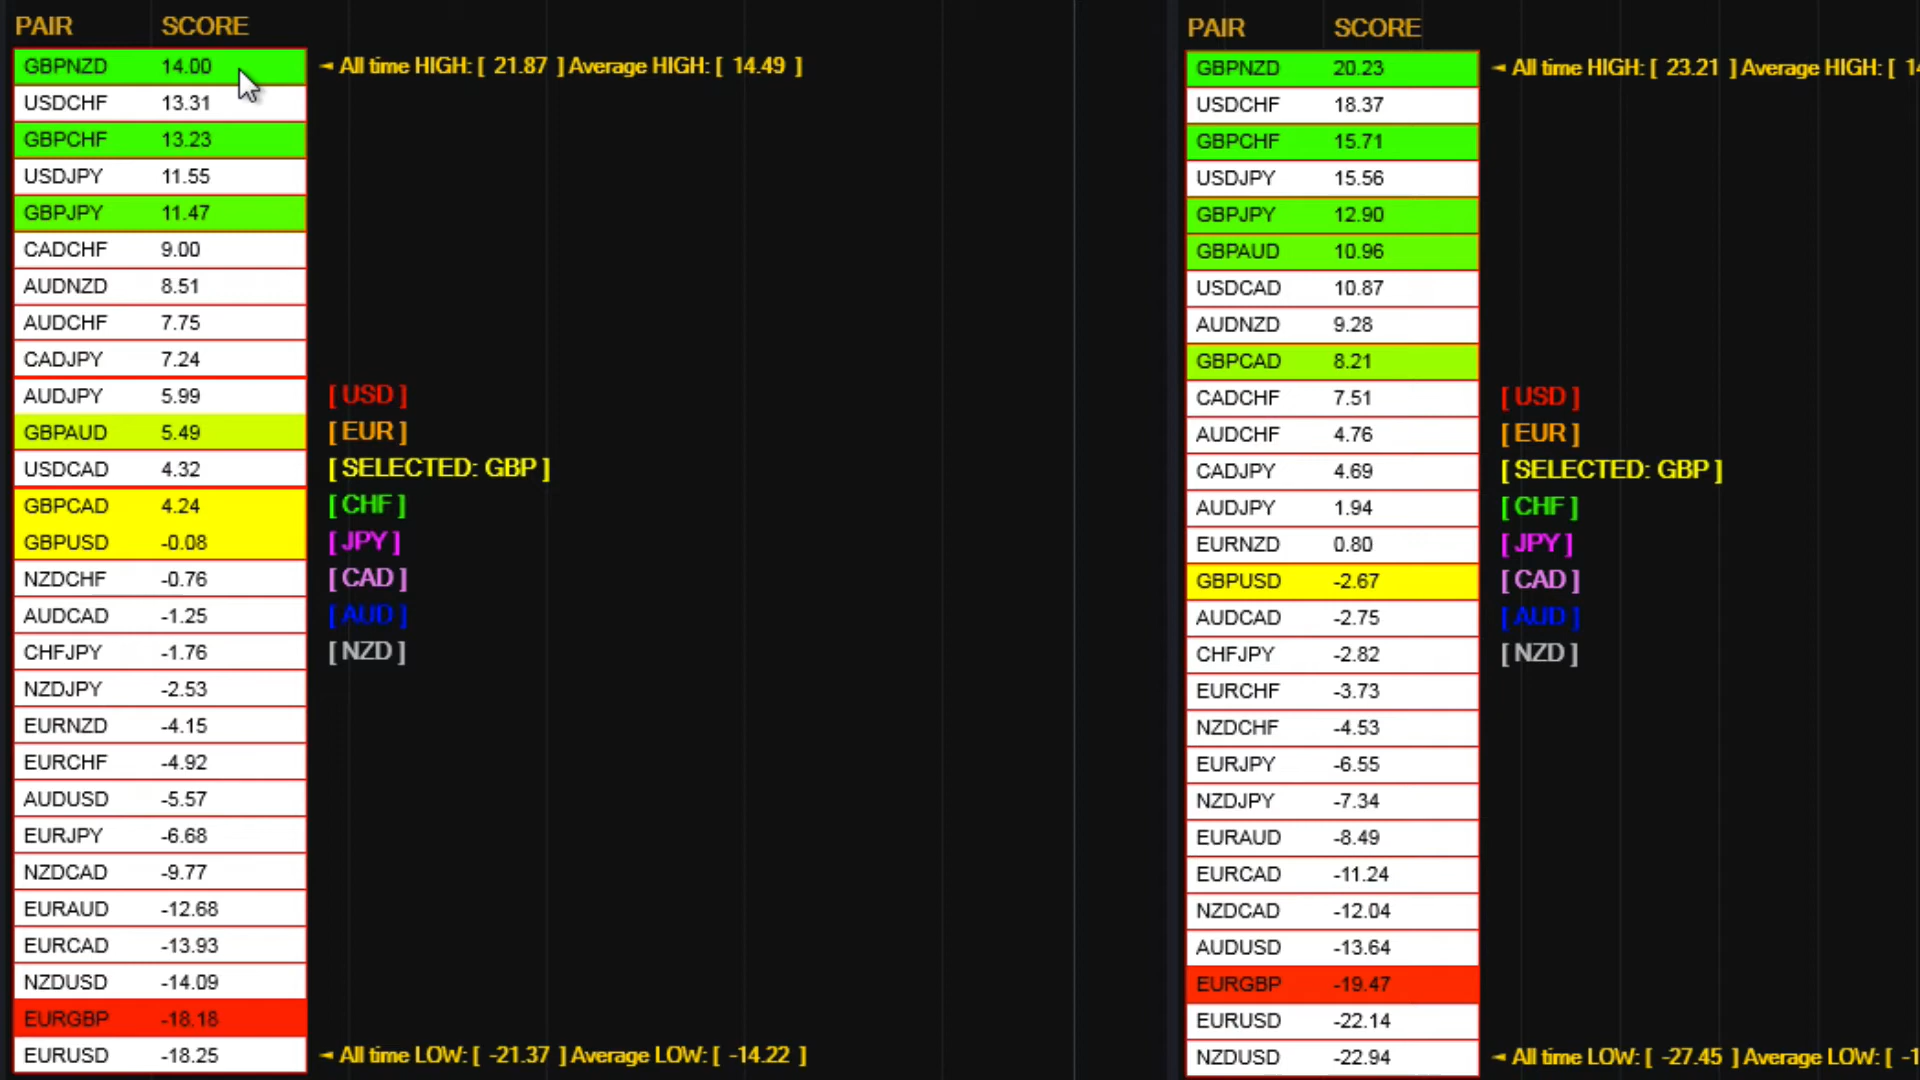 PAIR SCORE
GBPNZD 14.00 ◄ All time HIGH: [ 21.87 ] Average HIGH: [ 14.49 ]
USDCHF 13.31
GBPCHF 13.23
USDJPY 11.55
GBPJPY 11.47
CADCHF 9.00
AUDNZD 8.51
AUDCHF 7.75
CADJPY 7.24
AUDJPY 5.99 [ USD ]
GBPAUD 5.49 [ EUR ]
USDCAD 4.32 [ SELECTED: GBP ]
GBPCAD 4.24 [ CHF ]
GBPUSD -0.08 [ JPY ]
NZDCHF -0.76 [ CAD ]
AUDCAD -1.25 [ AUD ]
CHFJPY -1.76 [ NZD ]
NZDJPY -2.53
EURNZD -4.15
EURCHF -4.92
AUDUSD -5.57
EURJPY -6.68
NZDCAD -9.77
EURAUD -12.68
EURCAD -13.93
NZDUSD -14.09
EURGBP -18.18
EURUSD -18.25 ◄ All time LOW: [ -21.37 ] Average LOW: [ -14.22 ]
PAIR SCORE
GBPNZD 20.23 ◄ All time HIGH: [ 23.21 ] Average HIGH: [
USDCHF 18.37
GBPCHF 15.71
USDJPY 15.56
GBPJPY 12.90
GBPAUD 10.96
USDCAD 10.87
AUDNZD 9.28
GBPCAD 8.21
CADCHF 7.51 [ USD ]
AUDCHF 4.76 [ EUR ]
CADJPY 4.69 [ SELECTED: GBP ]
AUDJPY 1.94 [ CHF ]
EURNZD 0.80 [ JPY ]
GBPUSD -2.67 [ CAD ]
AUDCAD -2.75 [ AUD ]
CHFJPY -2.82 [ NZD ]
EURCHF -3.73
NZDCHF -4.53
EURJPY -6.55
NZDJPY -7.34
EURAUD -8.49
EURCAD -11.24
NZDCAD -12.04
AUDUSD -13.64
EURGBP -19.47
EURUSD -22.14
NZDUSD -22.94 ◄ All time LOW: [ -27.45 ] Average LOW: [